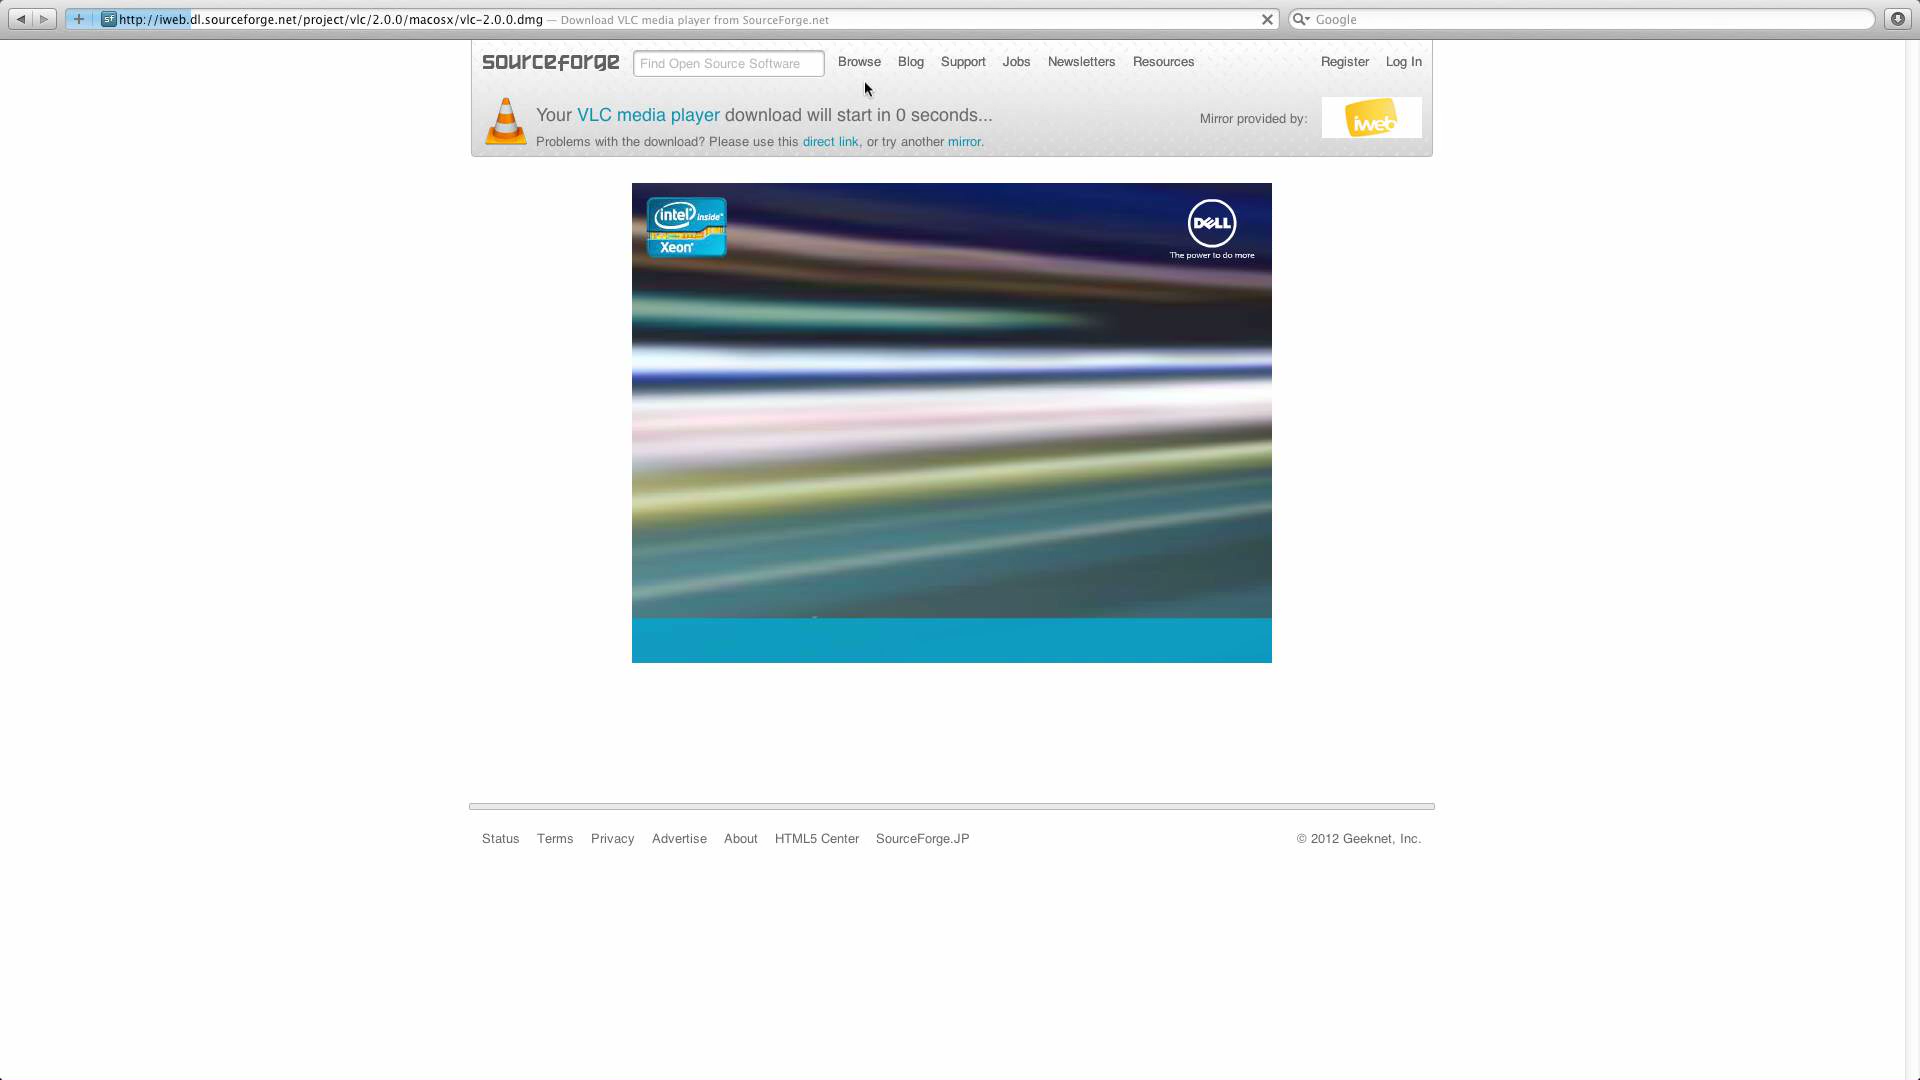 http://iweb.dl.sourceforge.net/project/vlc/2.0.0/macosx/vlc-2.0.0.dmg — Download VLC media player from SourceForge.net
Google
sourceforge
Find Open Source Software
Browse Blog Support Jobs Newsletters Resources
Register Log In
Your VLC media player download will start in 0 seconds...
Problems with the download? Please use this direct link, or try another mirror.
Mirror provided by:
iweb
intel inside
Xeon
DELL
The power to do more
Status Terms Privacy Advertise About HTML5 Center SourceForge.JP
© 2012 Geeknet, Inc.